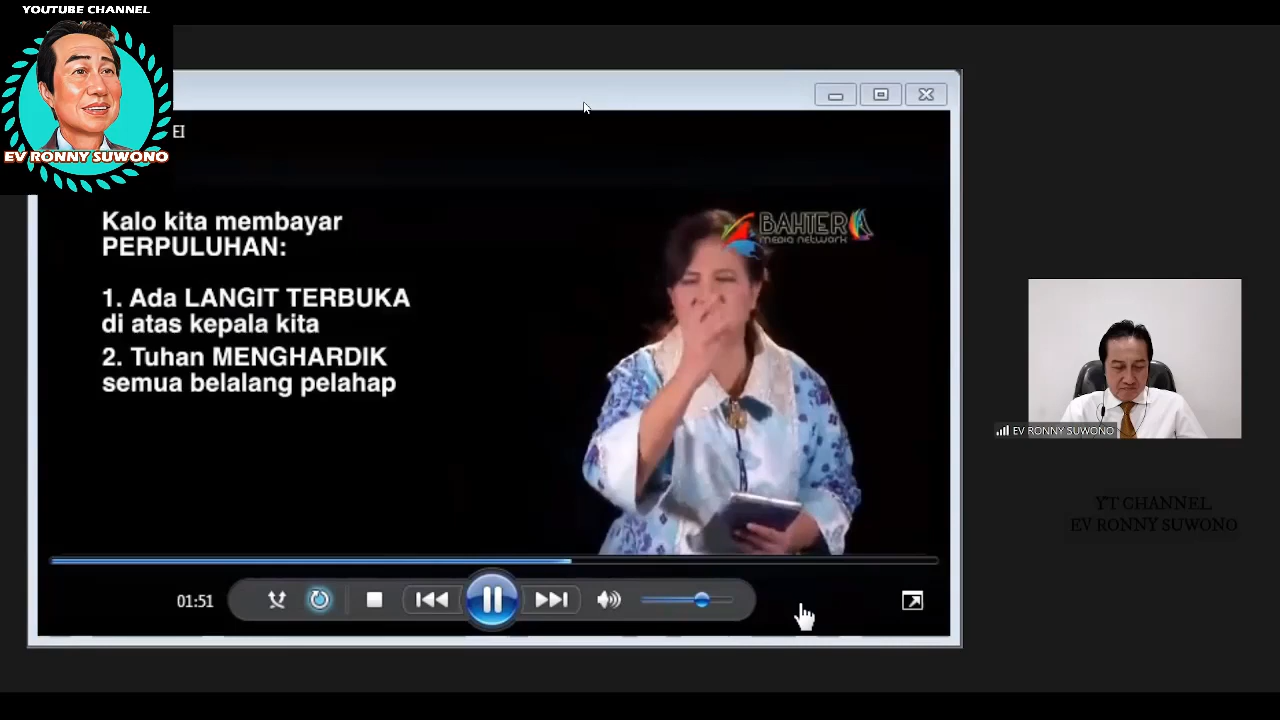 YOUTUBE CHANNEL
EV RONNY SUWONO
EI
Kalo kita membayar
PERPULUHAN:
1. Ada LANGIT TERBUKA
di atas kepala kita
2. Tuhan MENGHARDIK
semua belalang pelahap
BAHTERA
media network
01:51
EV RONNY SUWONO
YT CHANNEL
EV RONNY SUWONO